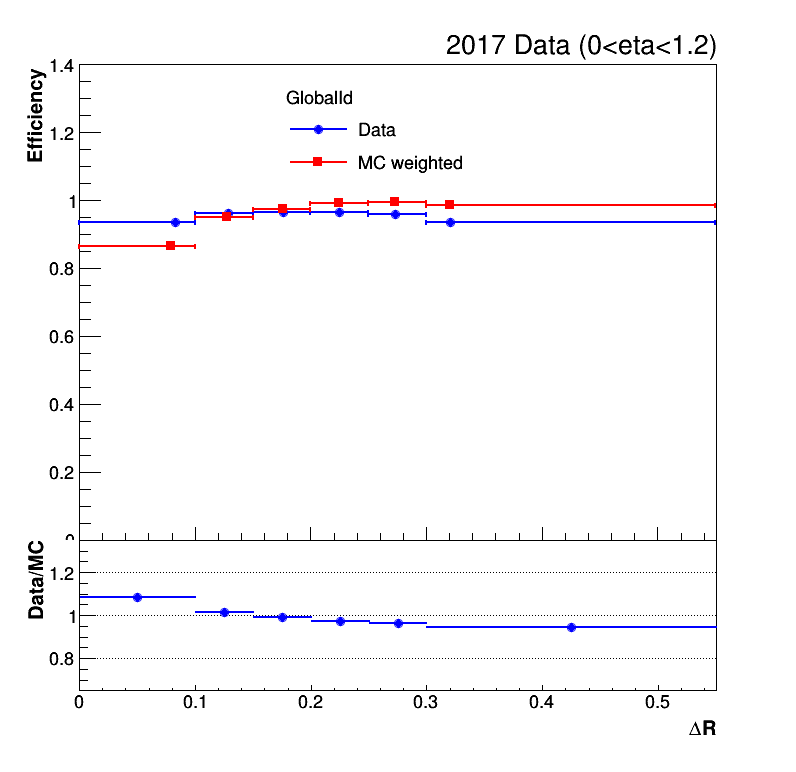 2017 Data (0<eta<1.2)
Efficiency
1.4
1.2
1
0.8
0.6
0.4
0.2
0
GlobalId
Data
MC weighted
Data/MC
1.2
1
0.8
0 0.1 0.2 0.3 0.4 0.5
ΔR